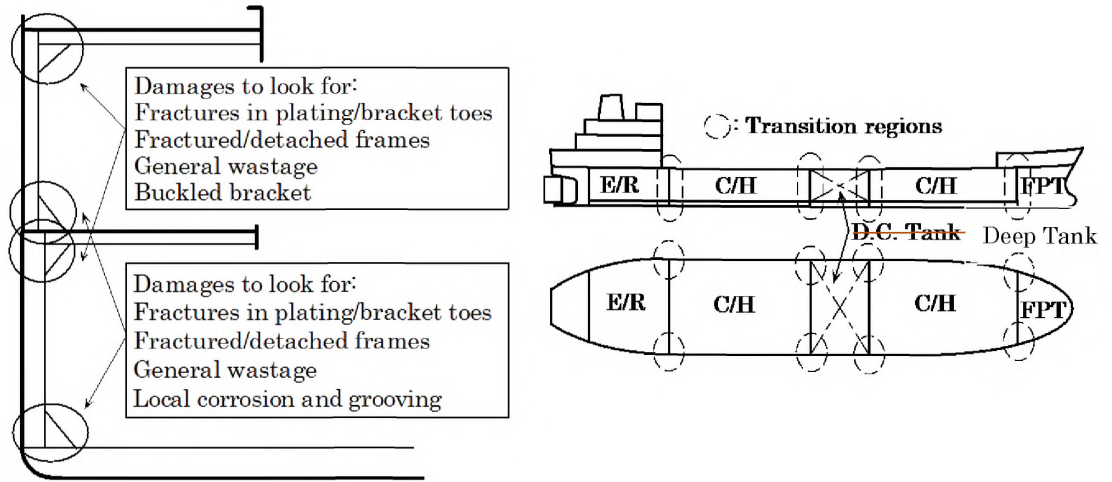 Damages to look for:
Fractures in plating/bracket toes
Fractured/detached frames
General wastage
Buckled bracket
Damages to look for:
Fractures in plating/bracket toes
Fractured/detached frames
General wastage
Local corrosion and grooving
: Transition regions
E/R C/H C/H FPT
D.C. Tank Deep Tank
E/R C/H C/H FPT